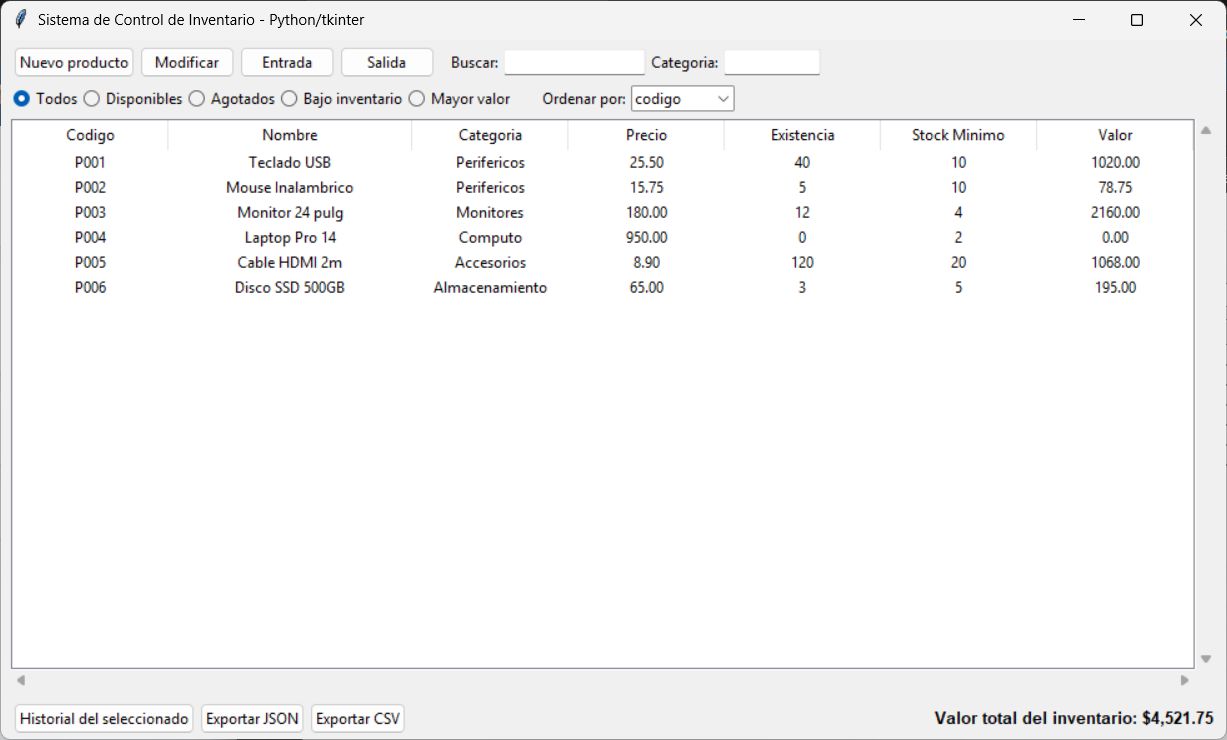 Sistema de Control de Inventario - Python/tkinter
Nuevo producto Modificar Entrada Salida Buscar: Categoria:
Todos Disponibles Agotados Bajo inventario Mayor valor Ordenar por: codigo
Codigo Nombre Categoria Precio Existencia Stock Minimo Valor
P001 Teclado USB Perifericos 25.50 40 10 1020.00
P002 Mouse Inalambrico Perifericos 15.75 5 10 78.75
P003 Monitor 24 pulg Monitores 180.00 12 4 2160.00
P004 Laptop Pro 14 Computo 950.00 0 2 0.00
P005 Cable HDMI 2m Accesorios 8.90 120 20 1068.00
P006 Disco SSD 500GB Almacenamiento 65.00 3 5 195.00
Historial del seleccionado Exportar JSON Exportar CSV Valor total del inventario: $4,521.75